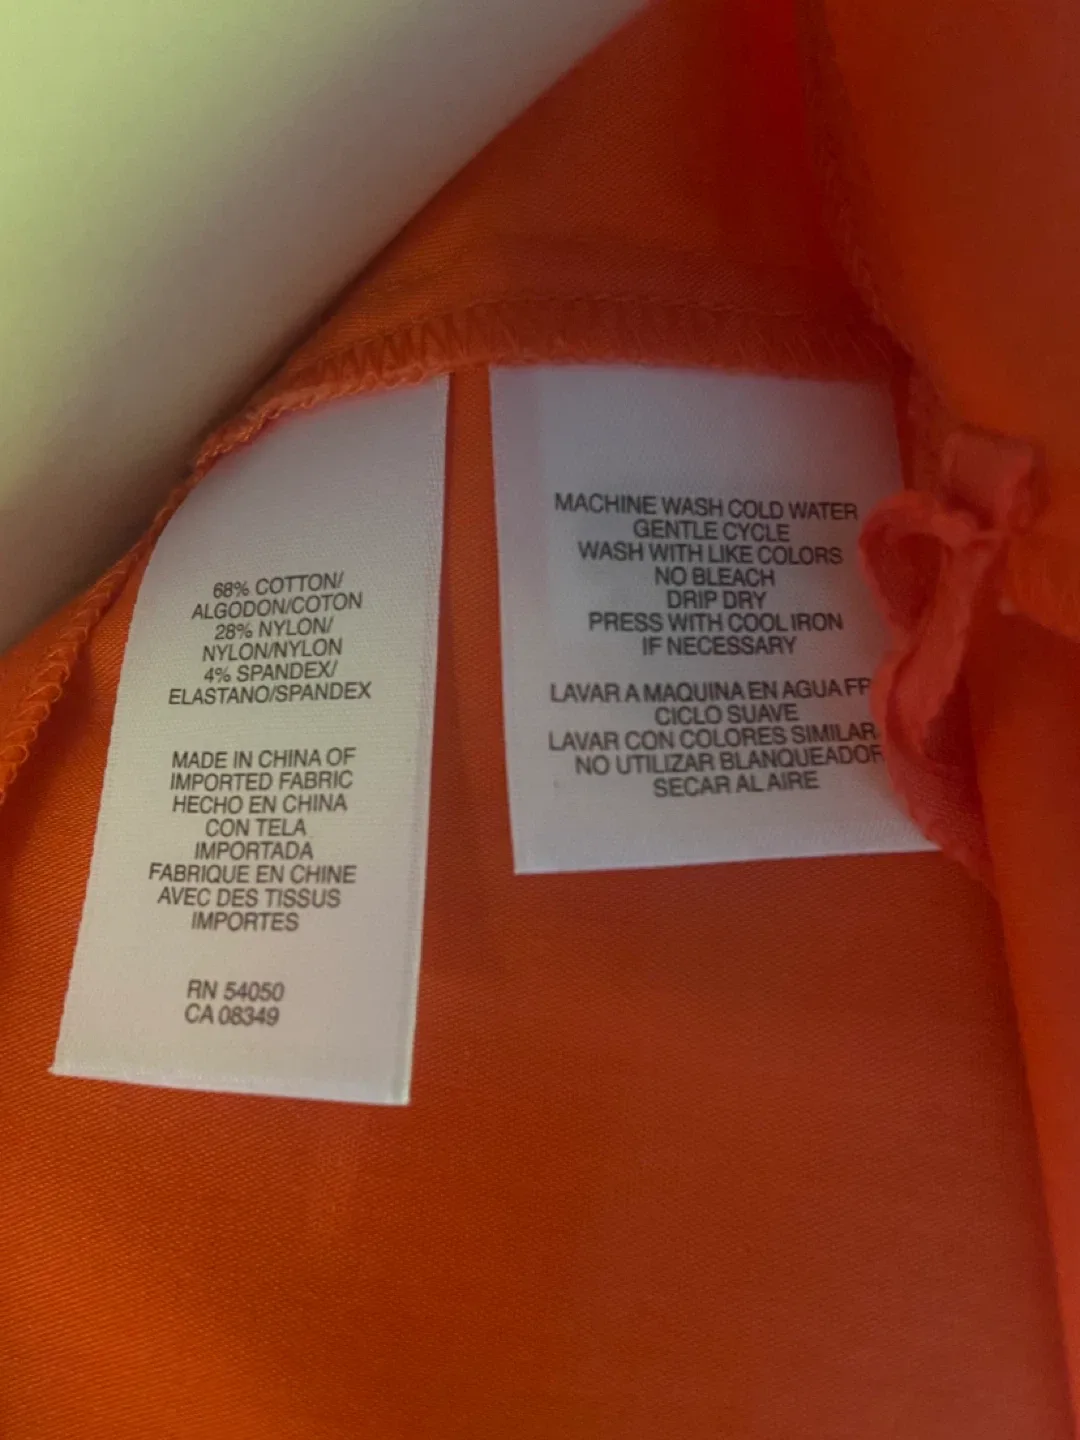 68% COTTON/
ALGODON/COTON
28% NYLON/
NYLON/NYLON
4% SPANDEX/
ELASTANO/SPANDEX
MADE IN CHINA OF
IMPORTED FABRIC
HECHO EN CHINA
CON TELA
IMPORTADA
FABRIQUE EN CHINE
AVEC DES TISSUS
IMPORTES
RN 54050
CA 08349
MACHINE WASH COLD WATER
GENTLE CYCLE
WASH WITH LIKE COLORS
NO BLEACH
DRIP DRY
PRESS WITH COOL IRON
IF NECESSARY
LAVAR A MAQUINA EN AGUA
CICLO SUAVE
LAVAR CON COLORES
NO UTILIZAR BLANQUEADOR
SECAR AL AIRE